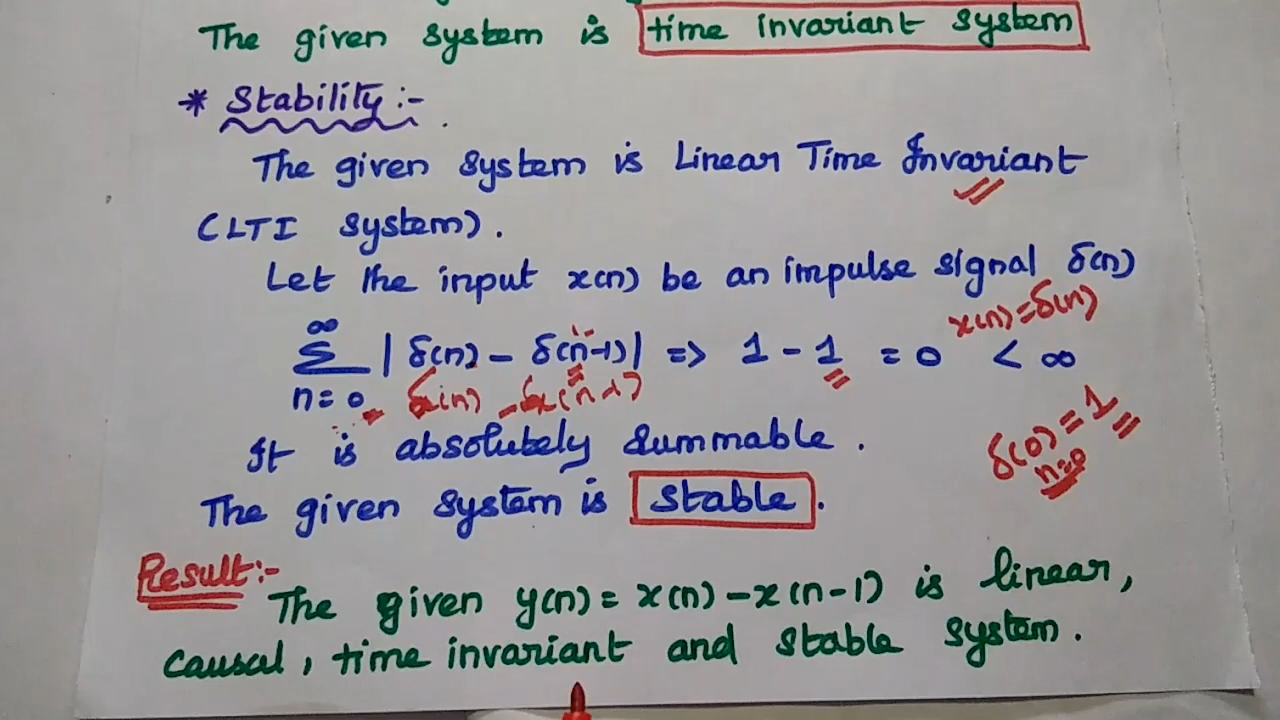 The given system is time invariant system
* Stability :-
The given system is Linear Time Invariant
(LTI system).
Let the input x(n) be an impulse signal δ(n)
x(n)=δ(n)
∞
Σ | δ(n) - δ(n-1) | => 1 - 1 = 0 < ∞
n=0
x(n) - x(n-1)
δ(0) = 1
n=0
It is absolutely summable.
The given system is stable.
Result:-
The given y(n) = x(n) - x(n-1) is linear,
causal, time invariant and stable system.